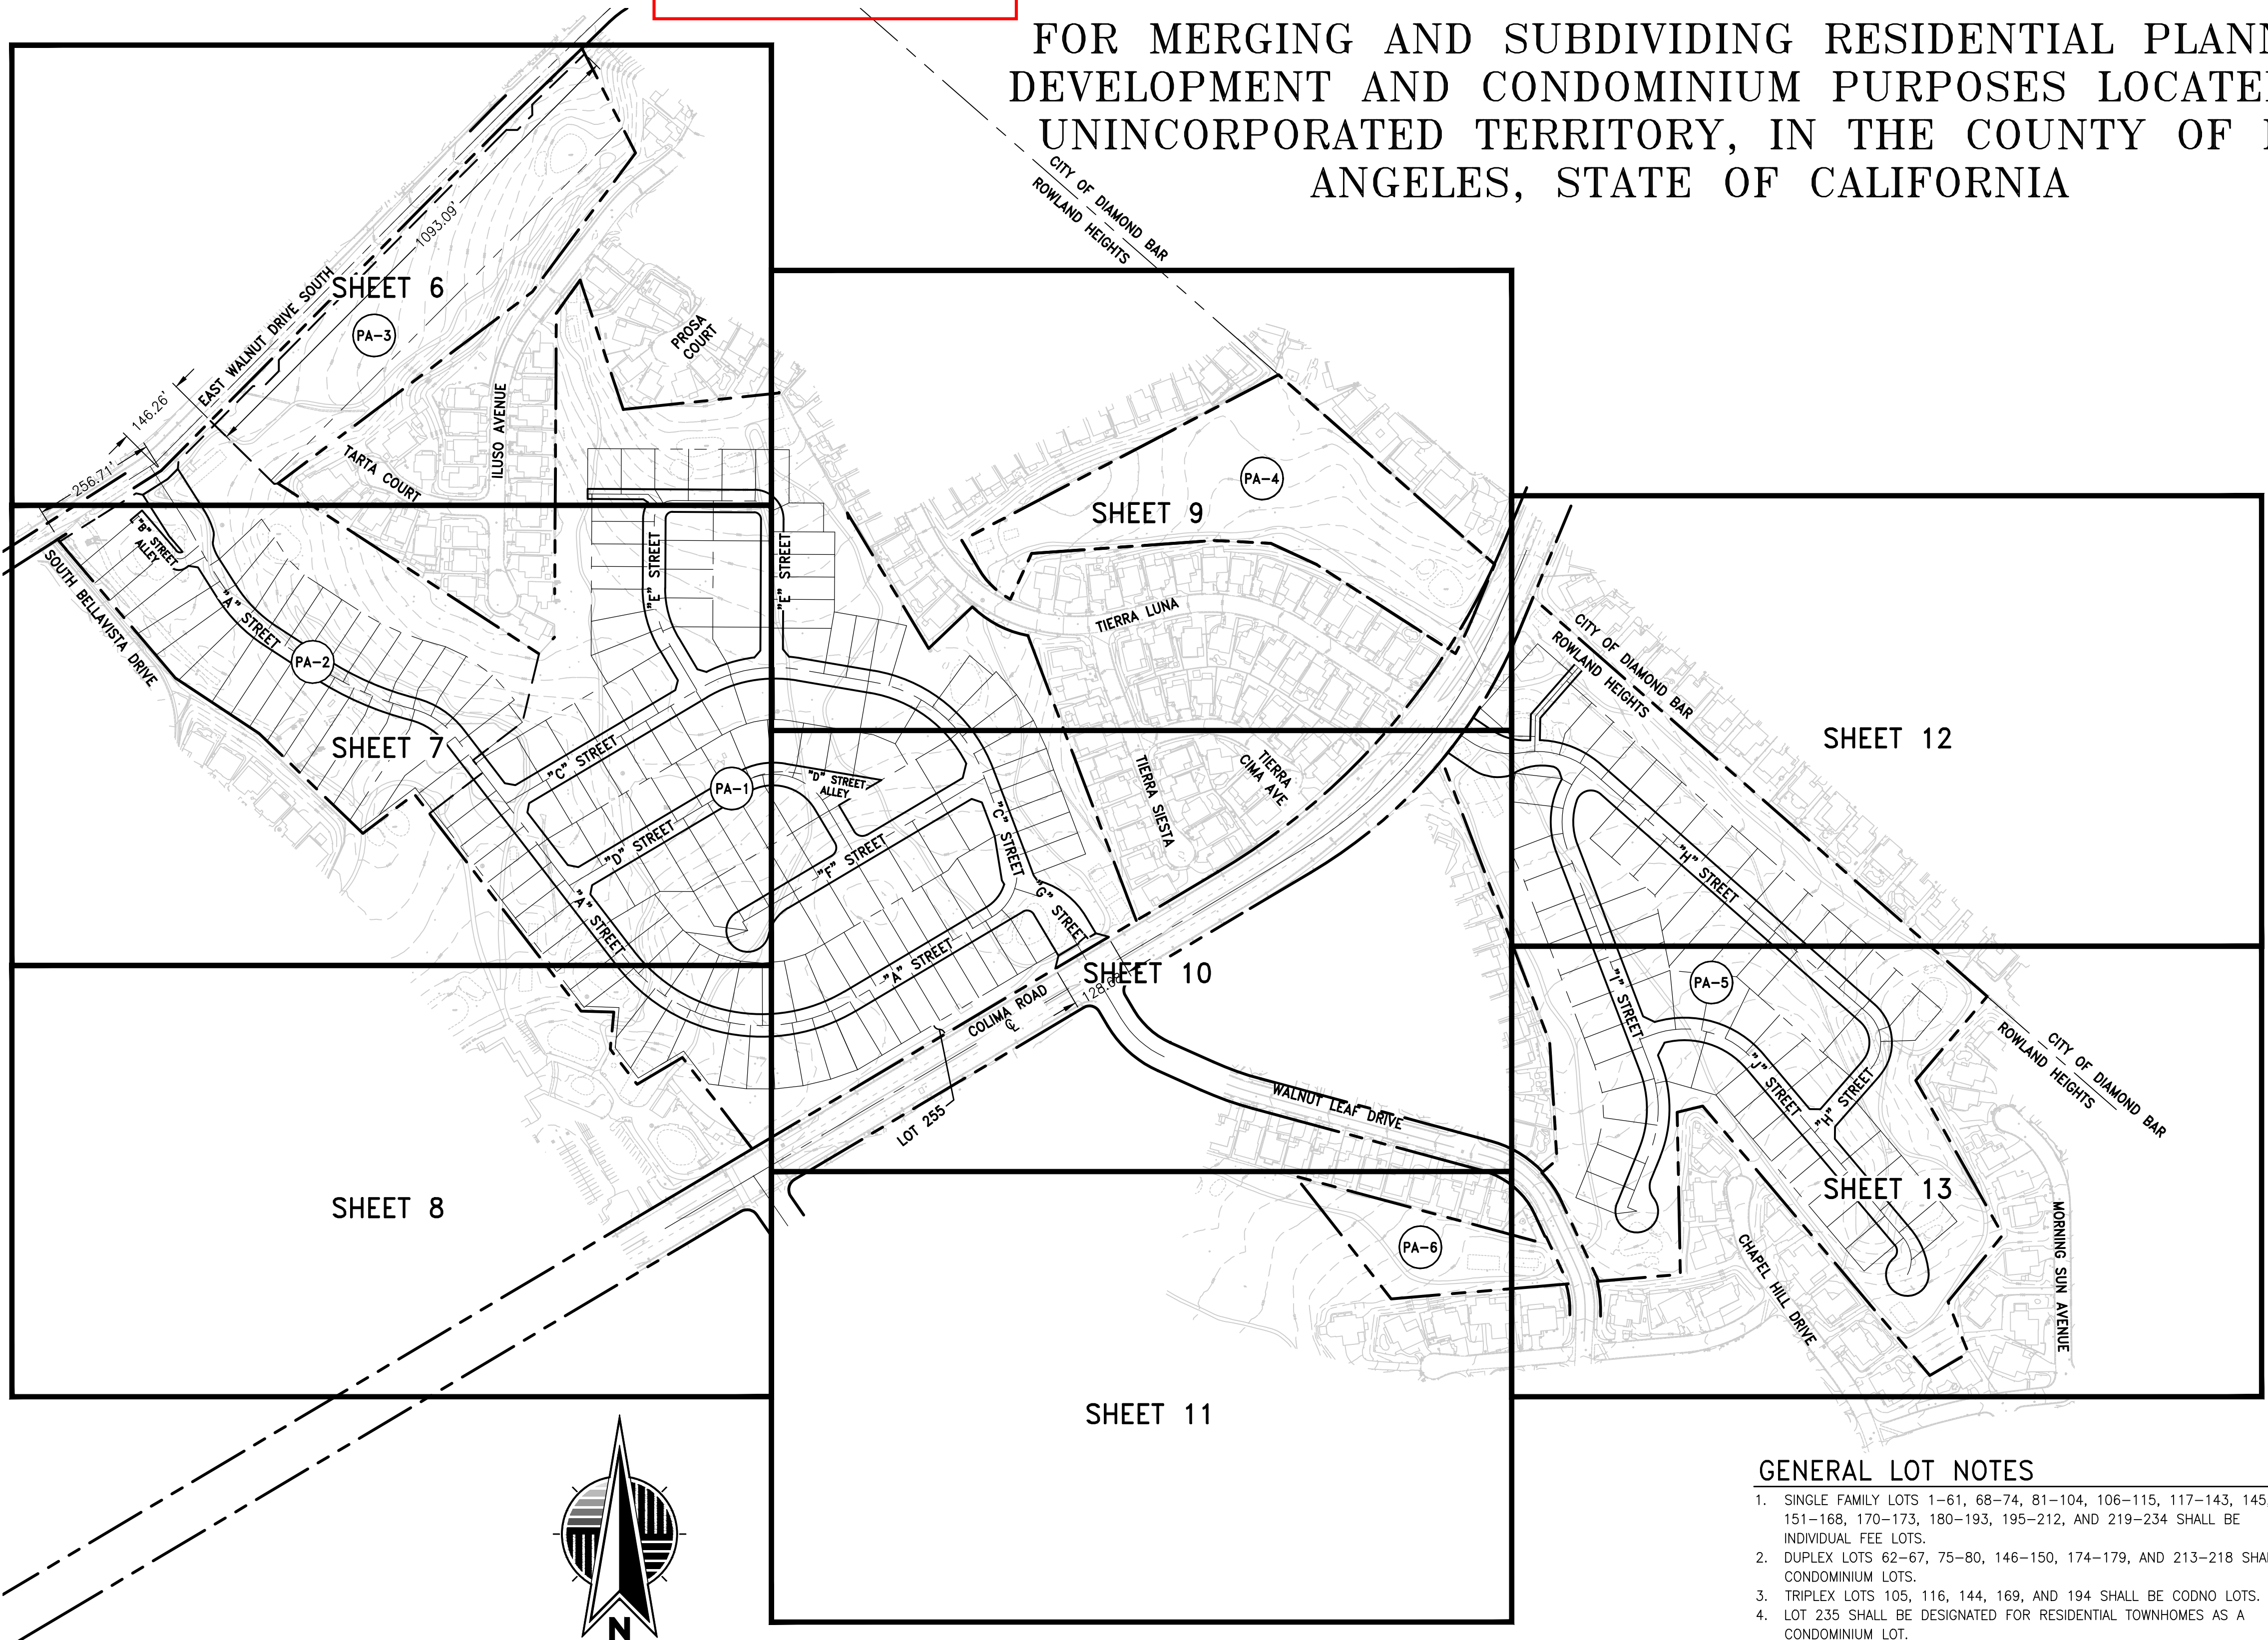 FOR MERGING AND SUBDIVIDING RESIDENTIAL PLANN
DEVELOPMENT AND CONDOMINIUM PURPOSES LOCATE
UNINCORPORATED TERRITORY, IN THE COUNTY OF
ANGELES, STATE OF CALIFORNIA
CITY OF DIAMOND BAR
ROWLAND HEIGHTS
1093.09'
SHEET 6
EAST WALNUT DRIVE SOUTH
PA-3
PROSA
COURT
146.26'
256.71'
TARTA COURT
ILUSO AVENUE
"B" STREET
ALLEY
SOUTH BELLAVISTA DRIVE
"A" STREET
PA-2
SHEET 7
"E" STREET
"E" STREET
"C" STREET
PA-1
"D" STREET
ALLEY
"D" STREET
"F" STREET
"A" STREET
"C" STREET
"G" STREET
"A" STREET
SHEET 9
PA-4
TIERRA LUNA
TIERRA SIESTA
TIERRA
CIMA AVE
SHEET 10
COLIMA ROAD
℄
LOT 255
WALNUT LEAF DRIVE
CITY OF DIAMOND BAR
ROWLAND HEIGHTS
SHEET 12
"H" STREET
"I" STREET
PA-5
"J" STREET
"H" STREET
CITY OF DIAMOND BAR
ROWLAND HEIGHTS
SHEET 13
CHAPEL HILL DRIVE
MORNING SUN AVENUE
PA-6
SHEET 8
SHEET 11
N
GENERAL LOT NOTES
1. SINGLE FAMILY LOTS 1-61, 68-74, 81-104, 106-115, 117-143, 145,
151-168, 170-173, 180-193, 195-212, AND 219-234 SHALL BE
INDIVIDUAL FEE LOTS.
2. DUPLEX LOTS 62-67, 75-80, 146-150, 174-179, AND 213-218 SHA
CONDOMINIUM LOTS.
3. TRIPLEX LOTS 105, 116, 144, 169, AND 194 SHALL BE CODNO LOTS.
4. LOT 235 SHALL BE DESIGNATED FOR RESIDENTIAL TOWNHOMES AS A
CONDOMINIUM LOT.